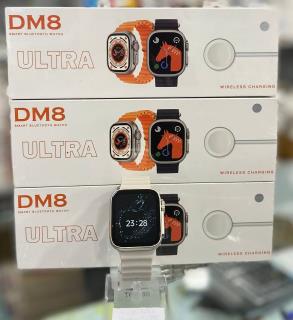 DM8
SMART BLUETOOTH WATCH
ULTRA
WIRELESS CHARGING
DM8
SMART BLUETOOTH WATCH
ULTRA
WIRELESS CHARGING
DM8
SMART BLUETOOTH WATCH
ULTRA
WIRELESS CHARGING
23:28